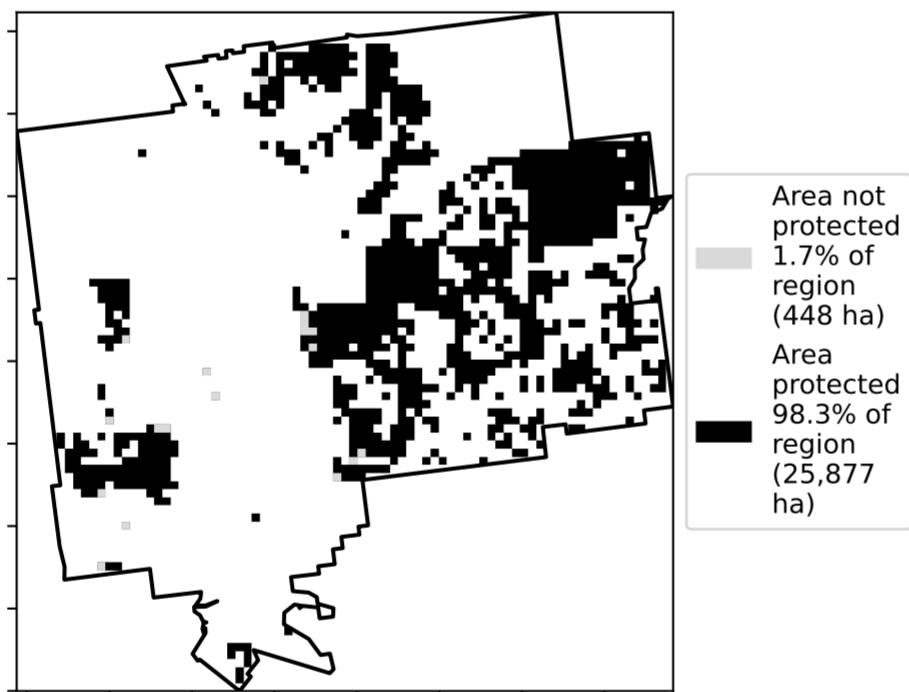 Area not
protected
1.7% of
region
(448 ha)
Area
protected
98.3% of
region
(25,877
ha)